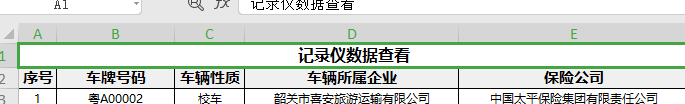 A1 fx 记录仪数据查看
A B C D E
1 记录仪数据查看
2 序号 车牌号码 车辆性质 车辆所属企业 保险公司
3 1 粤A00002 校车 韶关市喜安旅游运输有限公司 中国太平保险集团有限责任公司